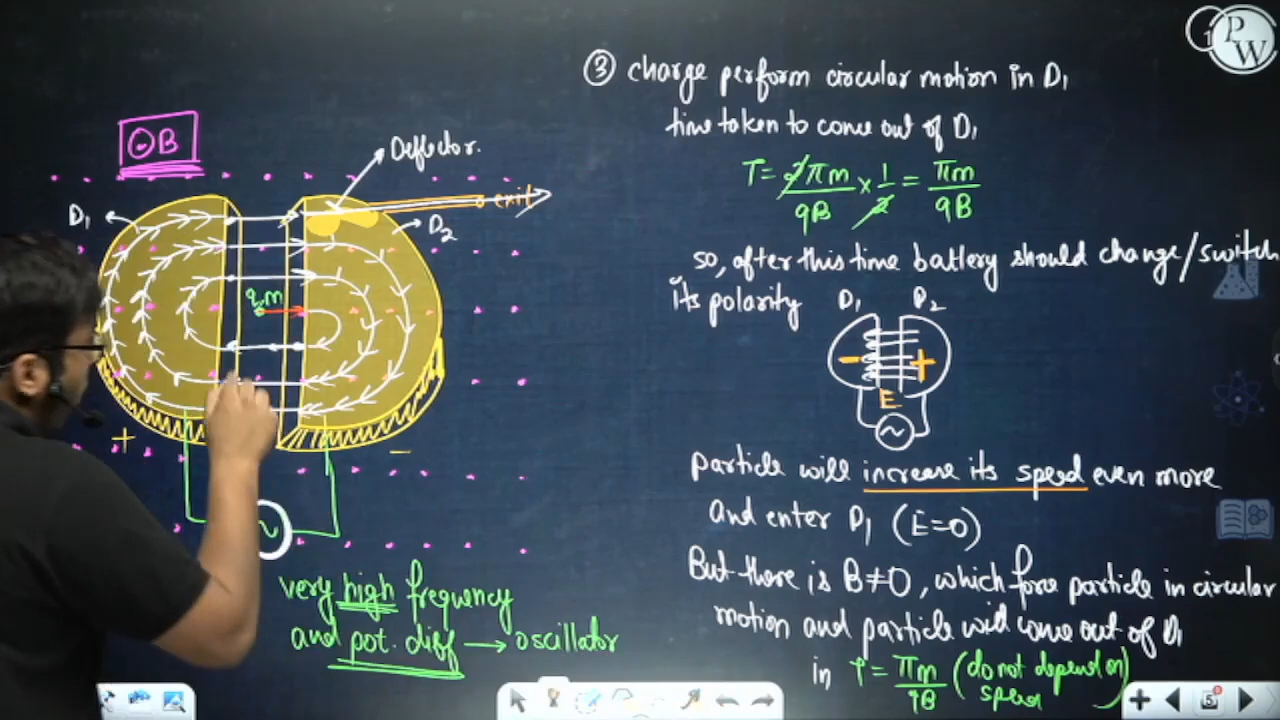 PW
③ charge perform circular motion in D₁
time taken to come out of D₁
T = 2πm/qB × 1/2 = πm/qB
so, after this time battery should change/switch
its polarity
D₁ D₂
- +
E
~
Particle will increase its speed even more
and enter D₁ (E=0)
But there is B≠0, which force particle in circular
motion and particle will come out of D₁
in T = πm/qB (do not depend on speed)
⊙B
Deflector.
exit
D₁
D₂
q,m
+
-
~
very high frequency
and pot. diff → oscillator
5